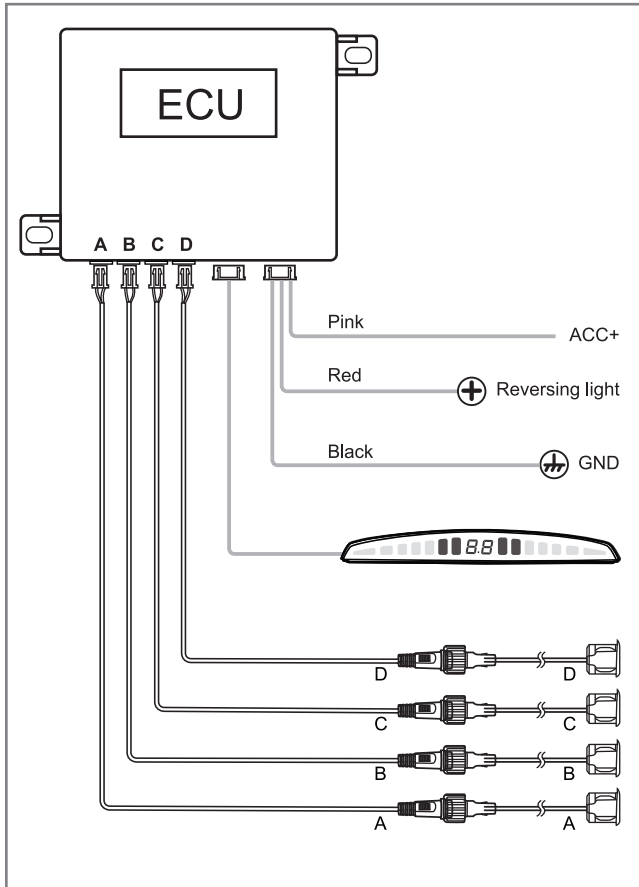 ECU
A B C D
Pink
ACC+
Red
Reversing light
Black
GND
8.8
D D
C C
B B
A A